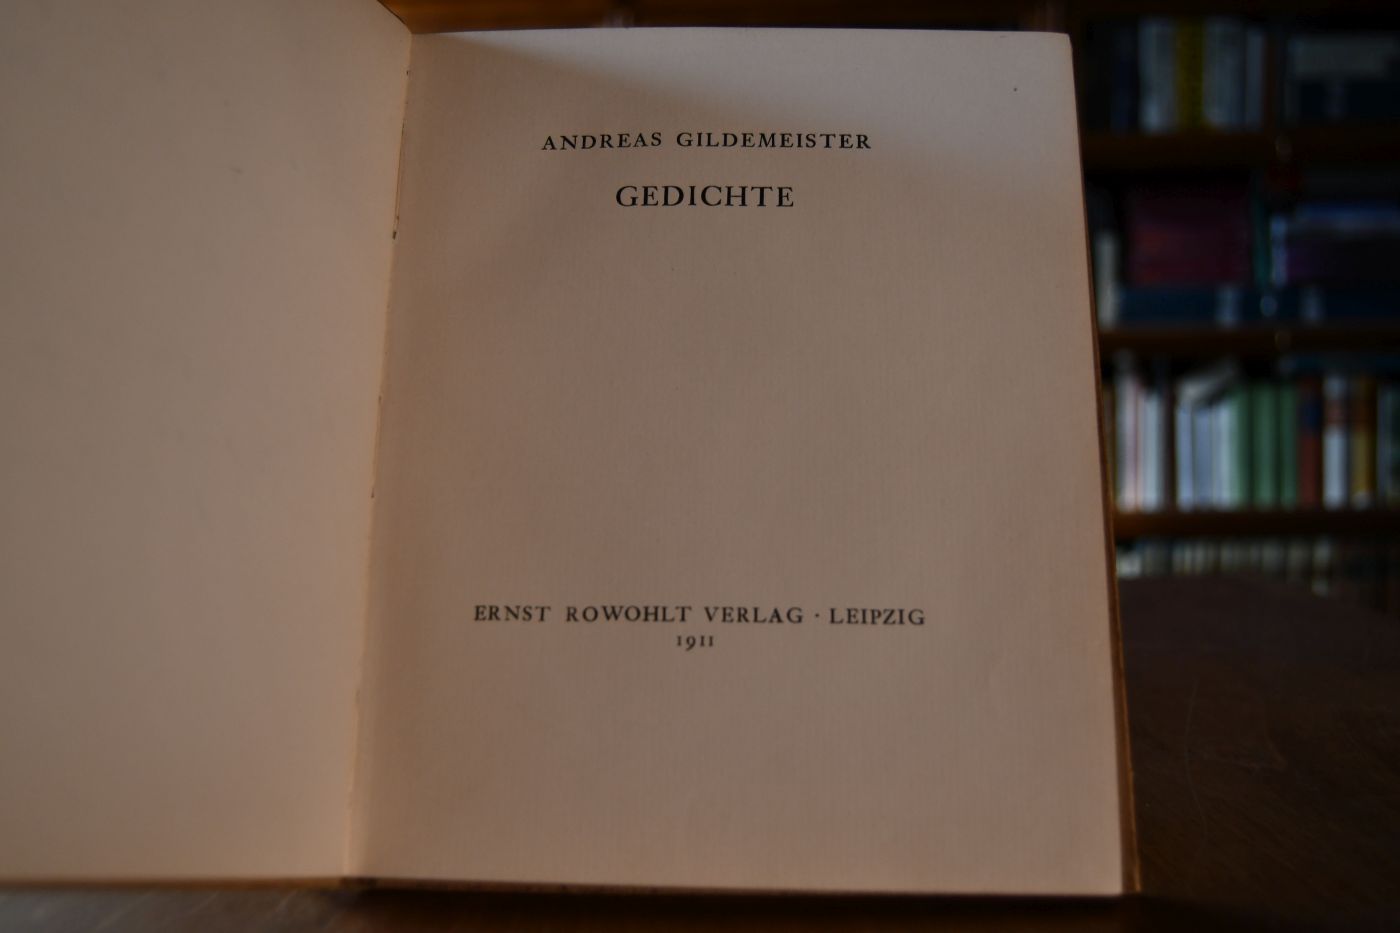 ANDREAS GILDEMEISTER
GEDICHTE
ERNST ROWOHLT VERLAG · LEIPZIG
1911